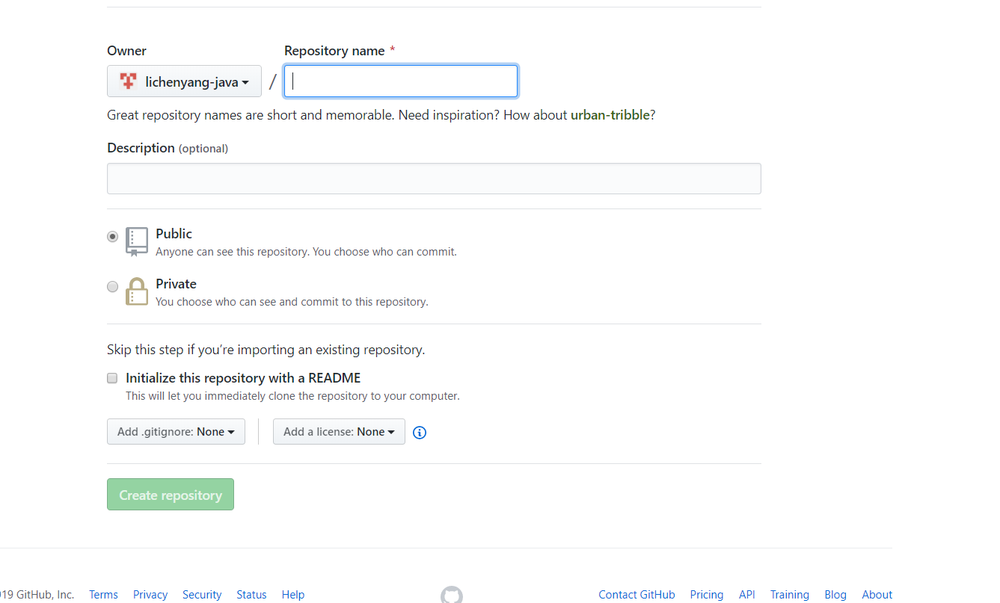 Owner
Repository name *
lichenyang-java /
Great repository names are short and memorable. Need inspiration? How about urban-tribble?
Description (optional)
Public
Anyone can see this repository. You choose who can commit.
Private
You choose who can see and commit to this repository.
Skip this step if you’re importing an existing repository.
Initialize this repository with a README
This will let you immediately clone the repository to your computer.
Add .gitignore: None
Add a license: None
Create repository
19 GitHub, Inc. Terms Privacy Security Status Help Contact GitHub Pricing API Training Blog About